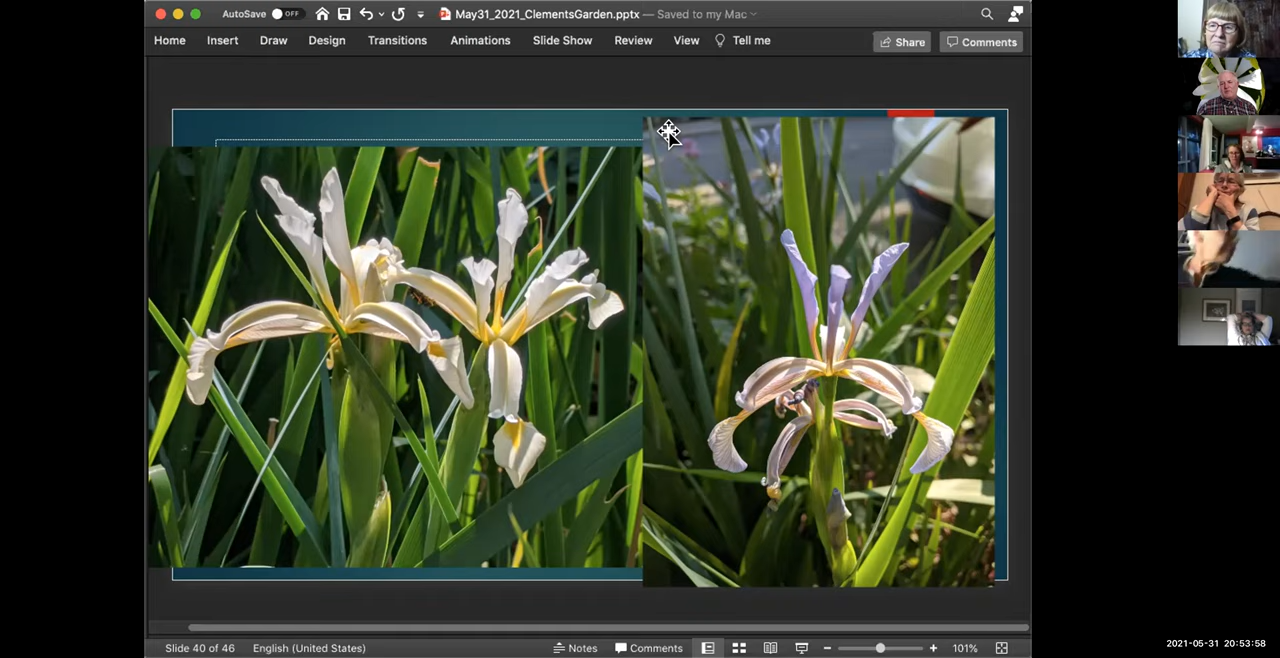 AutoSave OFF May31_2021_ClementsGarden.pptx — Saved to my Mac
Home Insert Draw Design Transitions Animations Slide Show Review View Tell me Share Comments
Slide 40 of 46 English (United States) Notes Comments 101%
2021-05-31 20:53:58